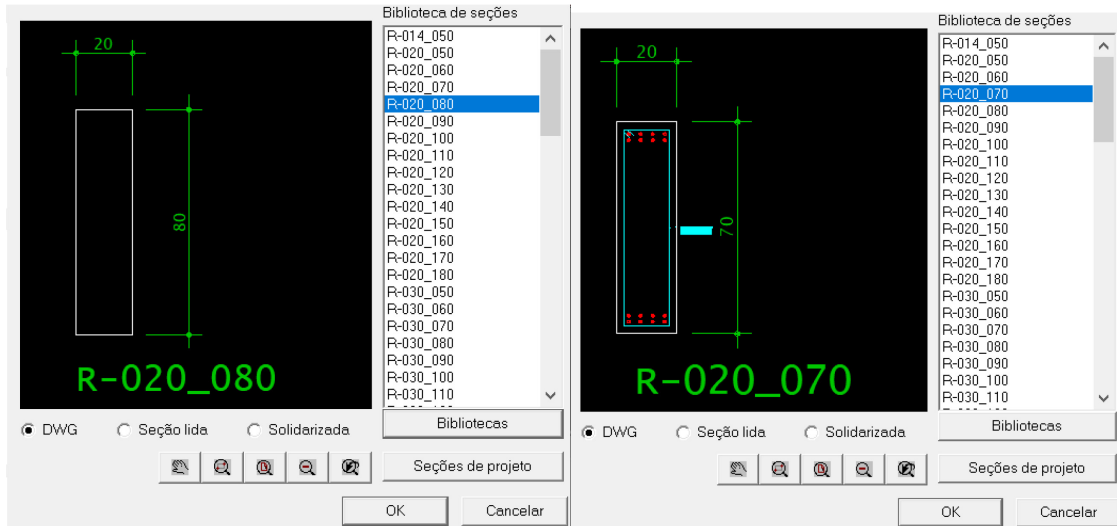 Biblioteca de seções
20
80
R-020_080
R-014_050
R-020_050
R-020_060
R-020_070
R-020_080
R-020_090
R-020_100
R-020_110
R-020_120
R-020_130
R-020_140
R-020_150
R-020_160
R-020_170
R-020_180
R-030_050
R-030_060
R-030_070
R-030_080
R-030_090
R-030_100
R-030_110
DWG
Seção lida
Solidarizada
Bibliotecas
Seções de projeto
OK
Cancelar
Biblioteca de seções
20
70
R-020_070
R-014_050
R-020_050
R-020_060
R-020_070
R-020_080
R-020_090
R-020_100
R-020_110
R-020_120
R-020_130
R-020_140
R-020_150
R-020_160
R-020_170
R-020_180
R-030_050
R-030_060
R-030_070
R-030_080
R-030_090
R-030_100
R-030_110
DWG
Seção lida
Solidarizada
Bibliotecas
Seções de projeto
OK
Cancelar